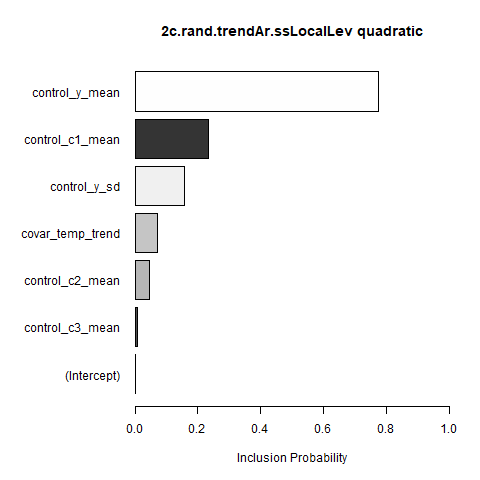 2c.rand.trendAr.ssLocalLev quadratic
control_y_mean
control_c1_mean
control_y_sd
covar_temp_trend
control_c2_mean
control_c3_mean
(Intercept)
0.0 0.2 0.4 0.6 0.8 1.0
Inclusion Probability